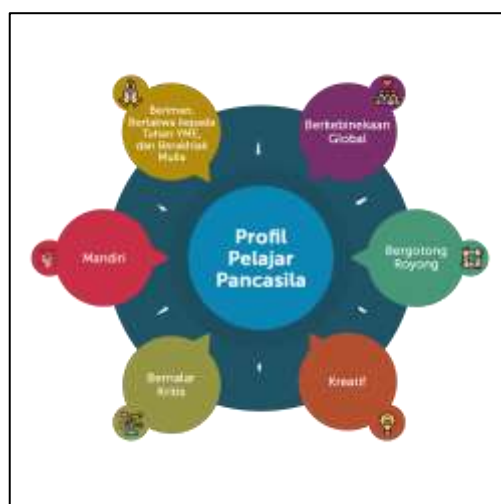 Profil
Pelajar
Pancasila
Beriman,
Bertakwa kepada
Tuhan YME,
dan Berakhlak
Mulia
Berkebinekaan
Global
Bergotong
Royong
Kreatif
Bernalar
Kritis
Mandiri